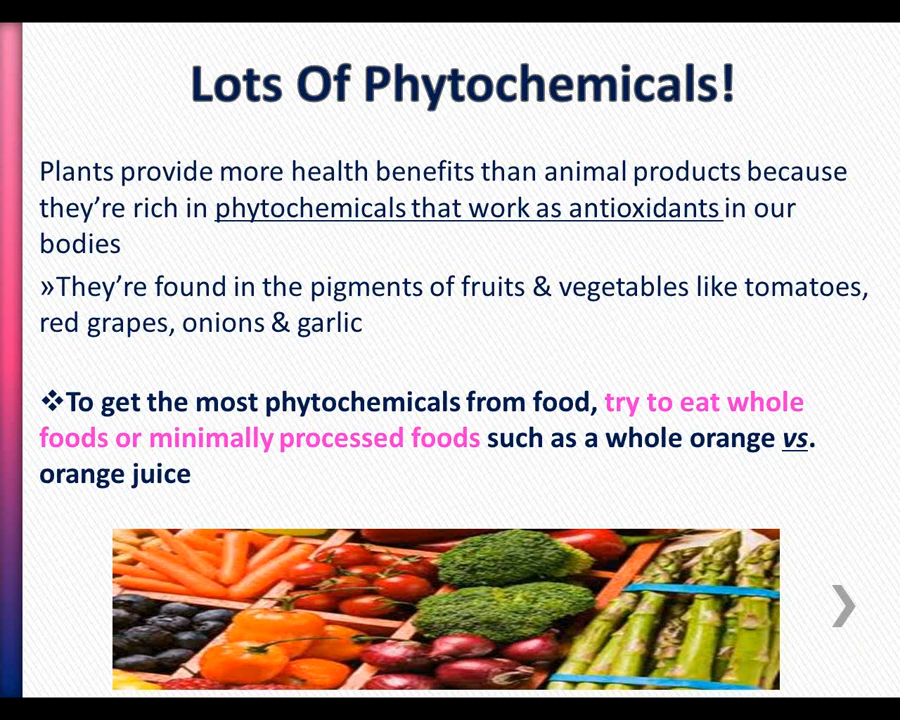 Lots Of Phytochemicals!
Plants provide more health benefits than animal products because
they’re rich in phytochemicals that work as antioxidants in our
bodies
»They’re found in the pigments of fruits & vegetables like tomatoes,
red grapes, onions & garlic
❖To get the most phytochemicals from food, try to eat whole
foods or minimally processed foods such as a whole orange vs.
orange juice